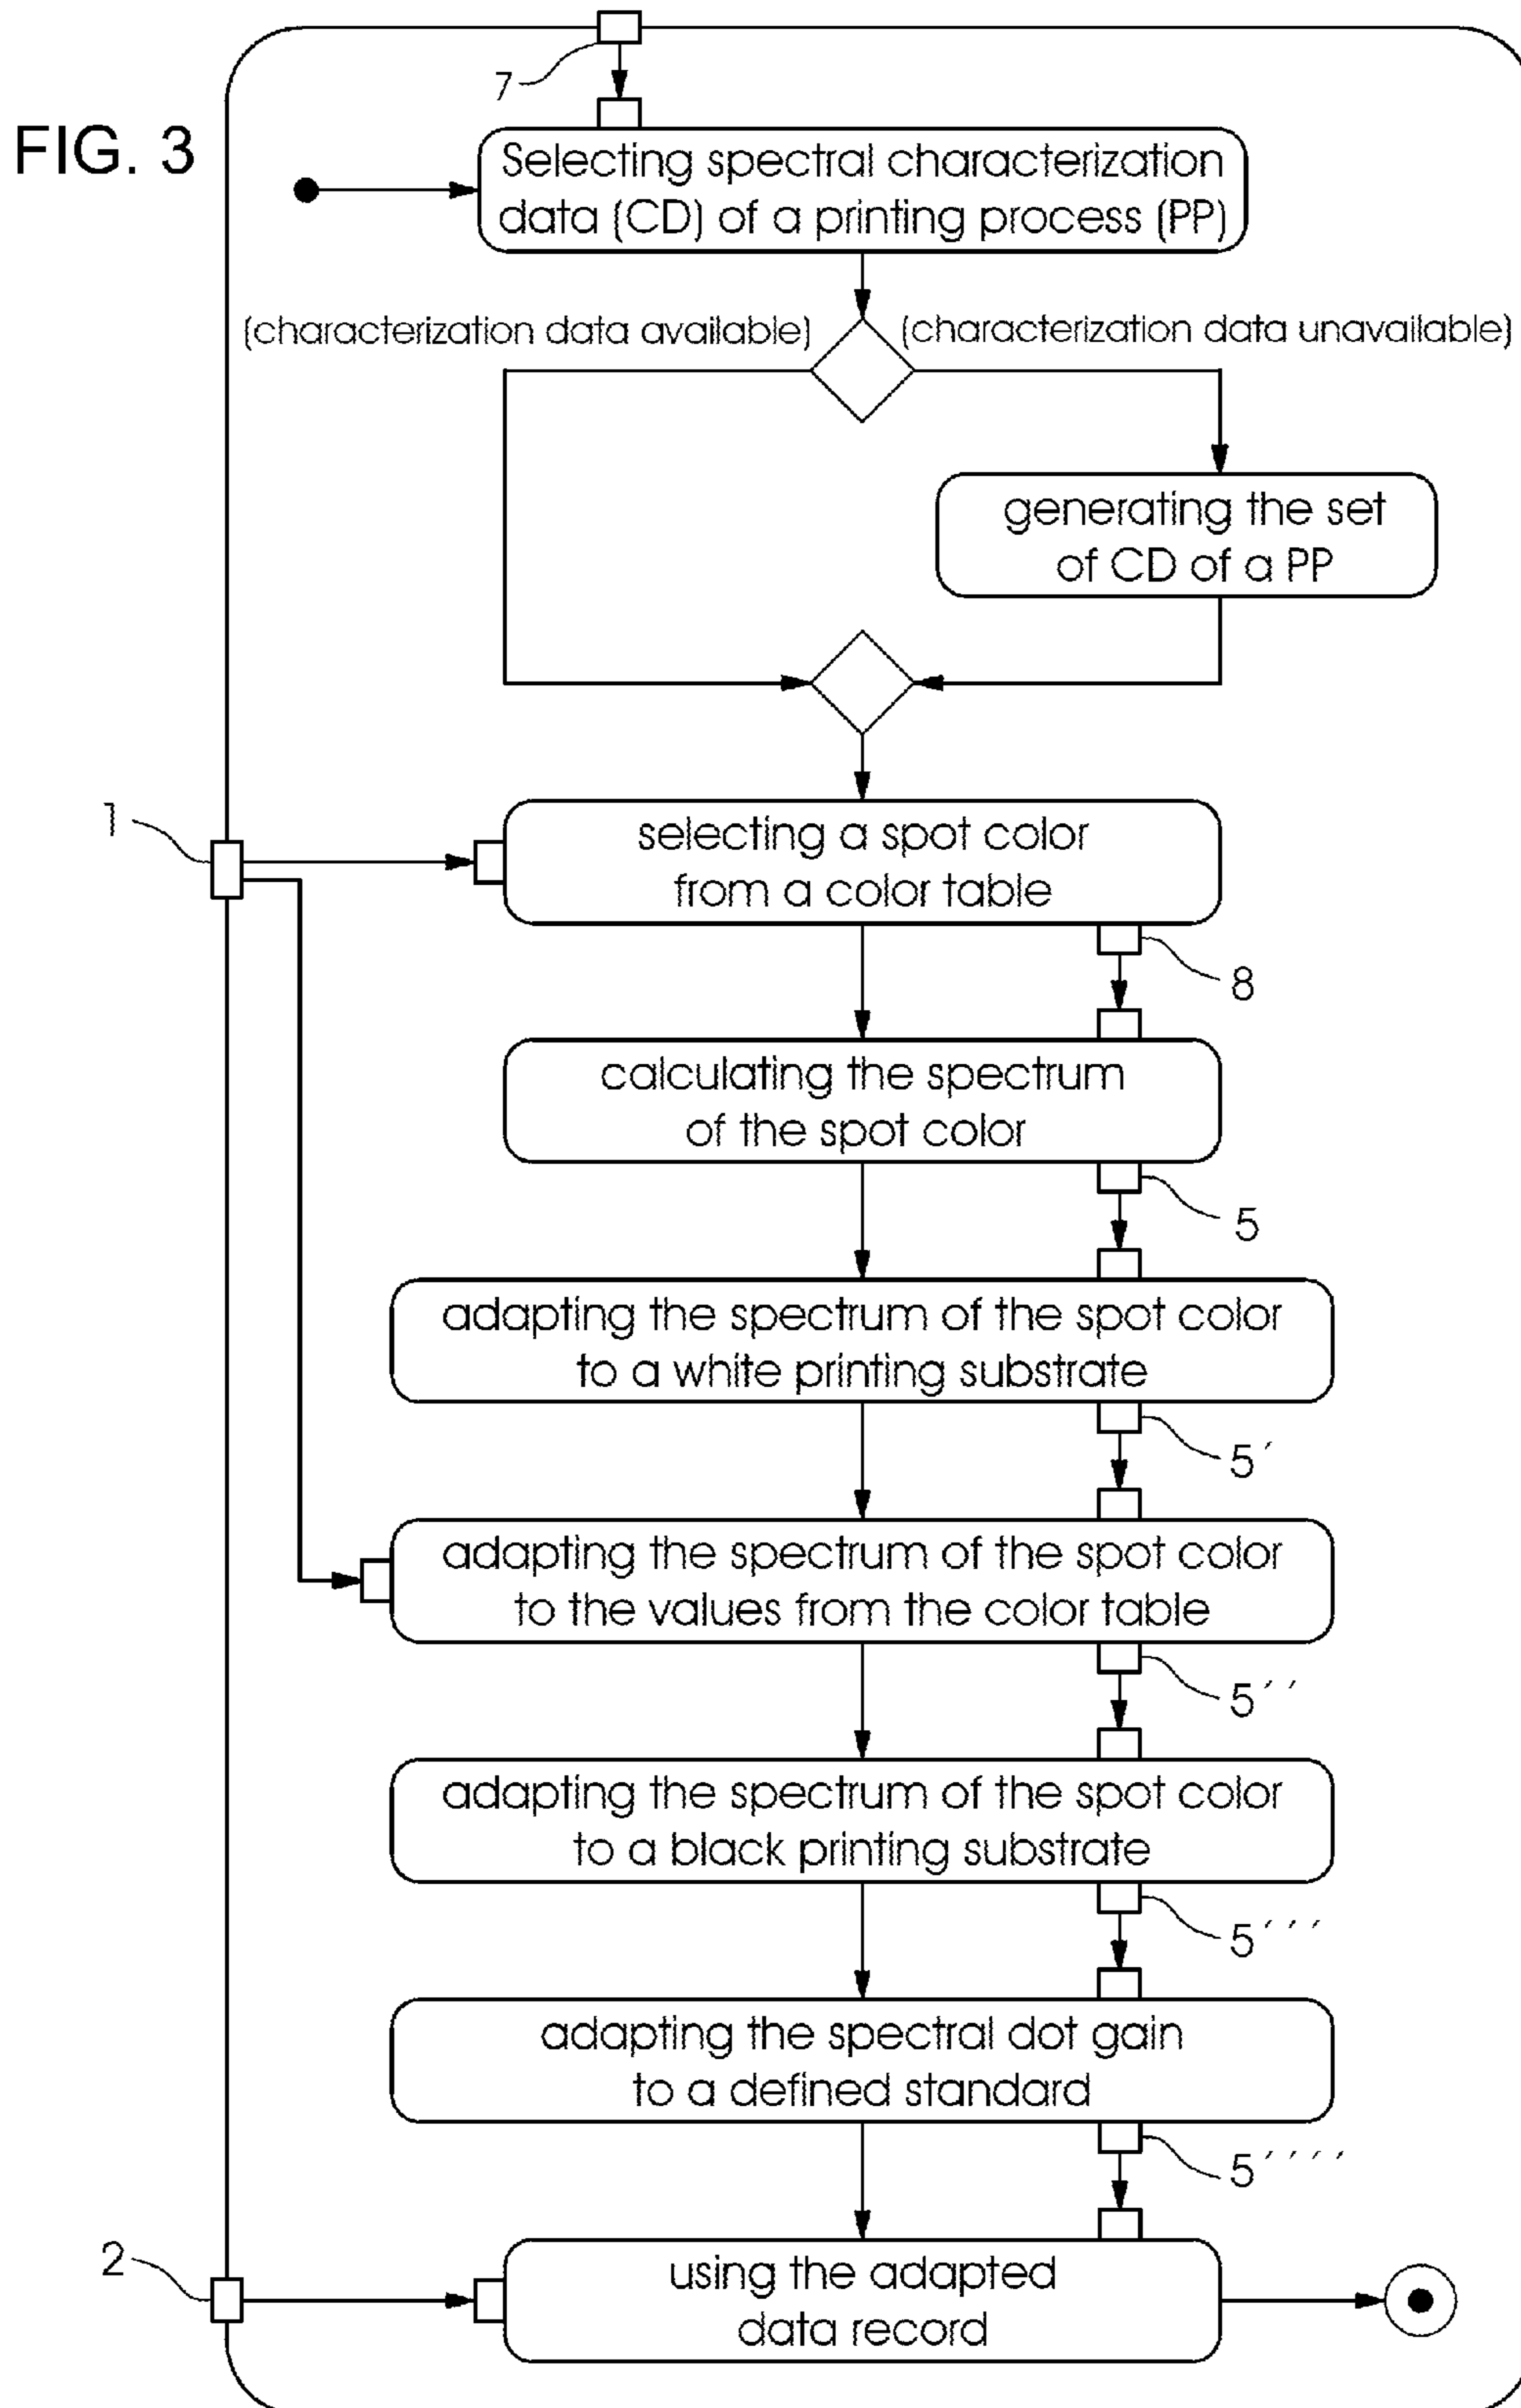 FIG. 3
7
Selecting spectral characterization
data (CD) of a printing process (PP)
(characterization data available)
(characterization data unavailable)
generating the set
of CD of a PP
1
selecting a spot color
from a color table
8
calculating the spectrum
of the spot color
5
adapting the spectrum of the spot color
to a white printing substrate
5´
adapting the spectrum of the spot color
to the values from the color table
5´´
adapting the spectrum of the spot color
to a black printing substrate
5´´´
adapting the spectral dot gain
to a defined standard
5´´´´
2
using the adapted
data record